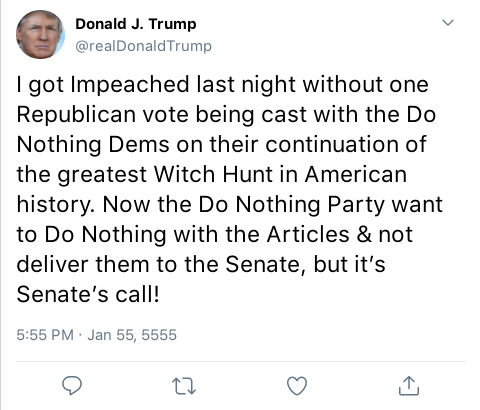 Donald J. Trump
@realDonaldTrump
I got Impeached last night without one
Republican vote being cast with the Do
Nothing Dems on their continuation of
the greatest Witch Hunt in American
history. Now the Do Nothing Party want
to Do Nothing with the Articles & not
deliver them to the Senate, but it’s
Senate’s call!
5:55 PM · Jan 55, 5555